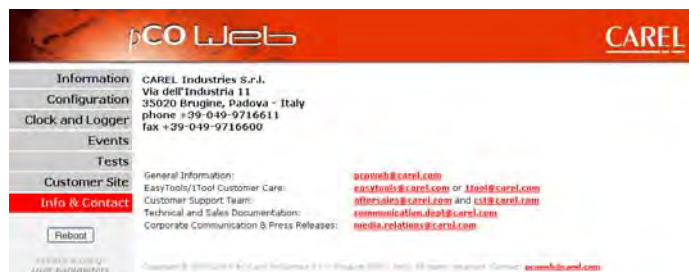 pCO Web
CAREL
Information
Configuration
Clock and Logger
Events
Tests
Customer Site
Info & Contact
Reboot
CAREL Industries S.r.l.
Via dell'Industria 11
35020 Brugine, Padova - Italy
phone +39-049-9716611
fax +39-049-9716600
General Information: pcoweb@carel.com
EasyTools/1Tool Customer Care: easytools@carel.com or 1tool@carel.com
Customer Support Team: aftersales@carel.com and cst@carel.com
Technical and Sales Documentation: communication.dept@carel.com
Corporate Communication & Press Releases: media.relations@carel.com
pcoweb@carel.com